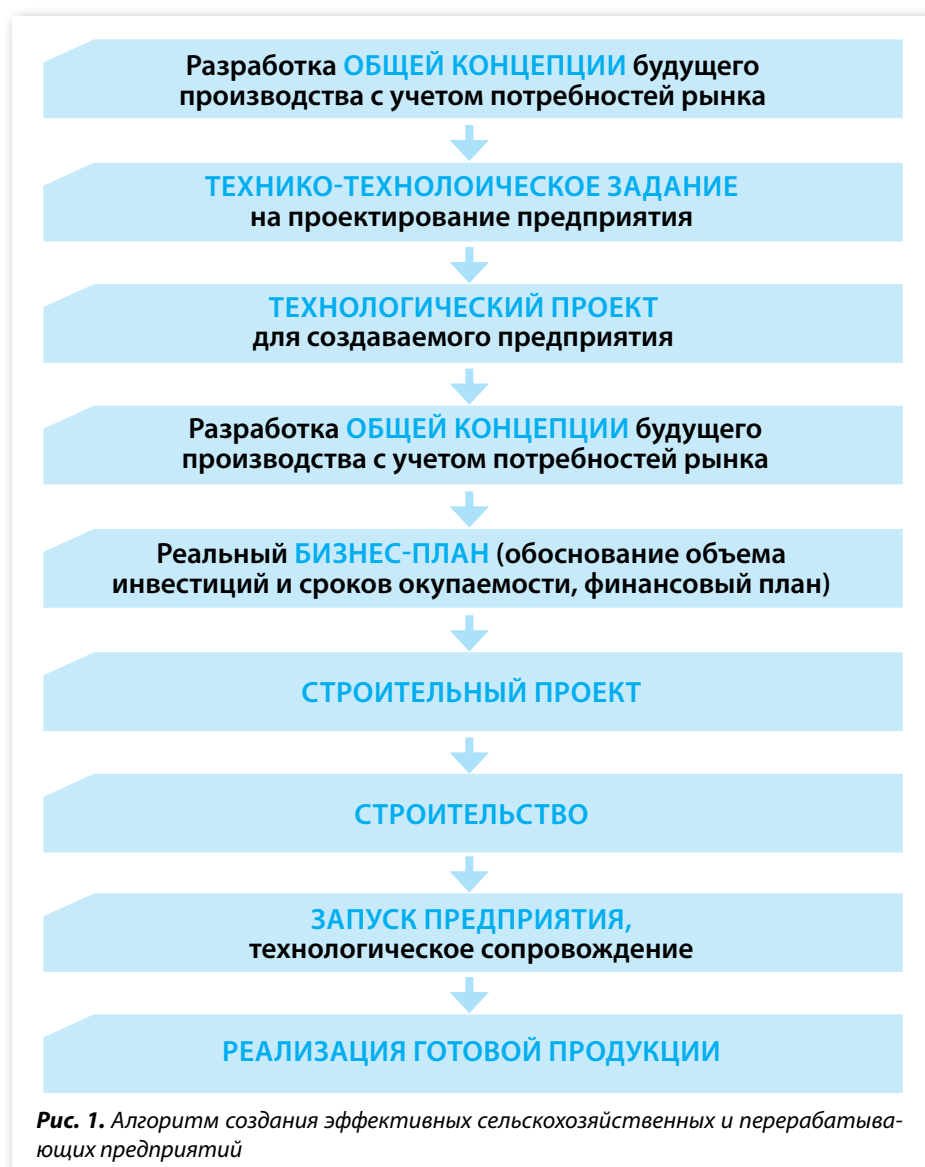 Разработка ОБЩЕЙ КОНЦЕПЦИИ будущего
производства с учетом потребностей рынка
ТЕХНИКО-ТЕХНОЛОИЧЕСКОЕ ЗАДАНИЕ
на проектирование предприятия
ТЕХНОЛОГИЧЕСКИЙ ПРОЕКТ
для создаваемого предприятия
Разработка ОБЩЕЙ КОНЦЕПЦИИ будущего
производства с учетом потребностей рынка
Реальный БИЗНЕС-ПЛАН (обоснование объема
инвестиций и сроков окупаемости, финансовый план)
СТРОИТЕЛЬНЫЙ ПРОЕКТ
СТРОИТЕЛЬСТВО
ЗАПУСК ПРЕДПРИЯТИЯ,
технологическое сопровождение
РЕАЛИЗАЦИЯ ГОТОВОЙ ПРОДУКЦИИ
Рис. 1. Алгоритм создания эффективных сельскохозяйственных и перерабатыва-
ющих предприятий